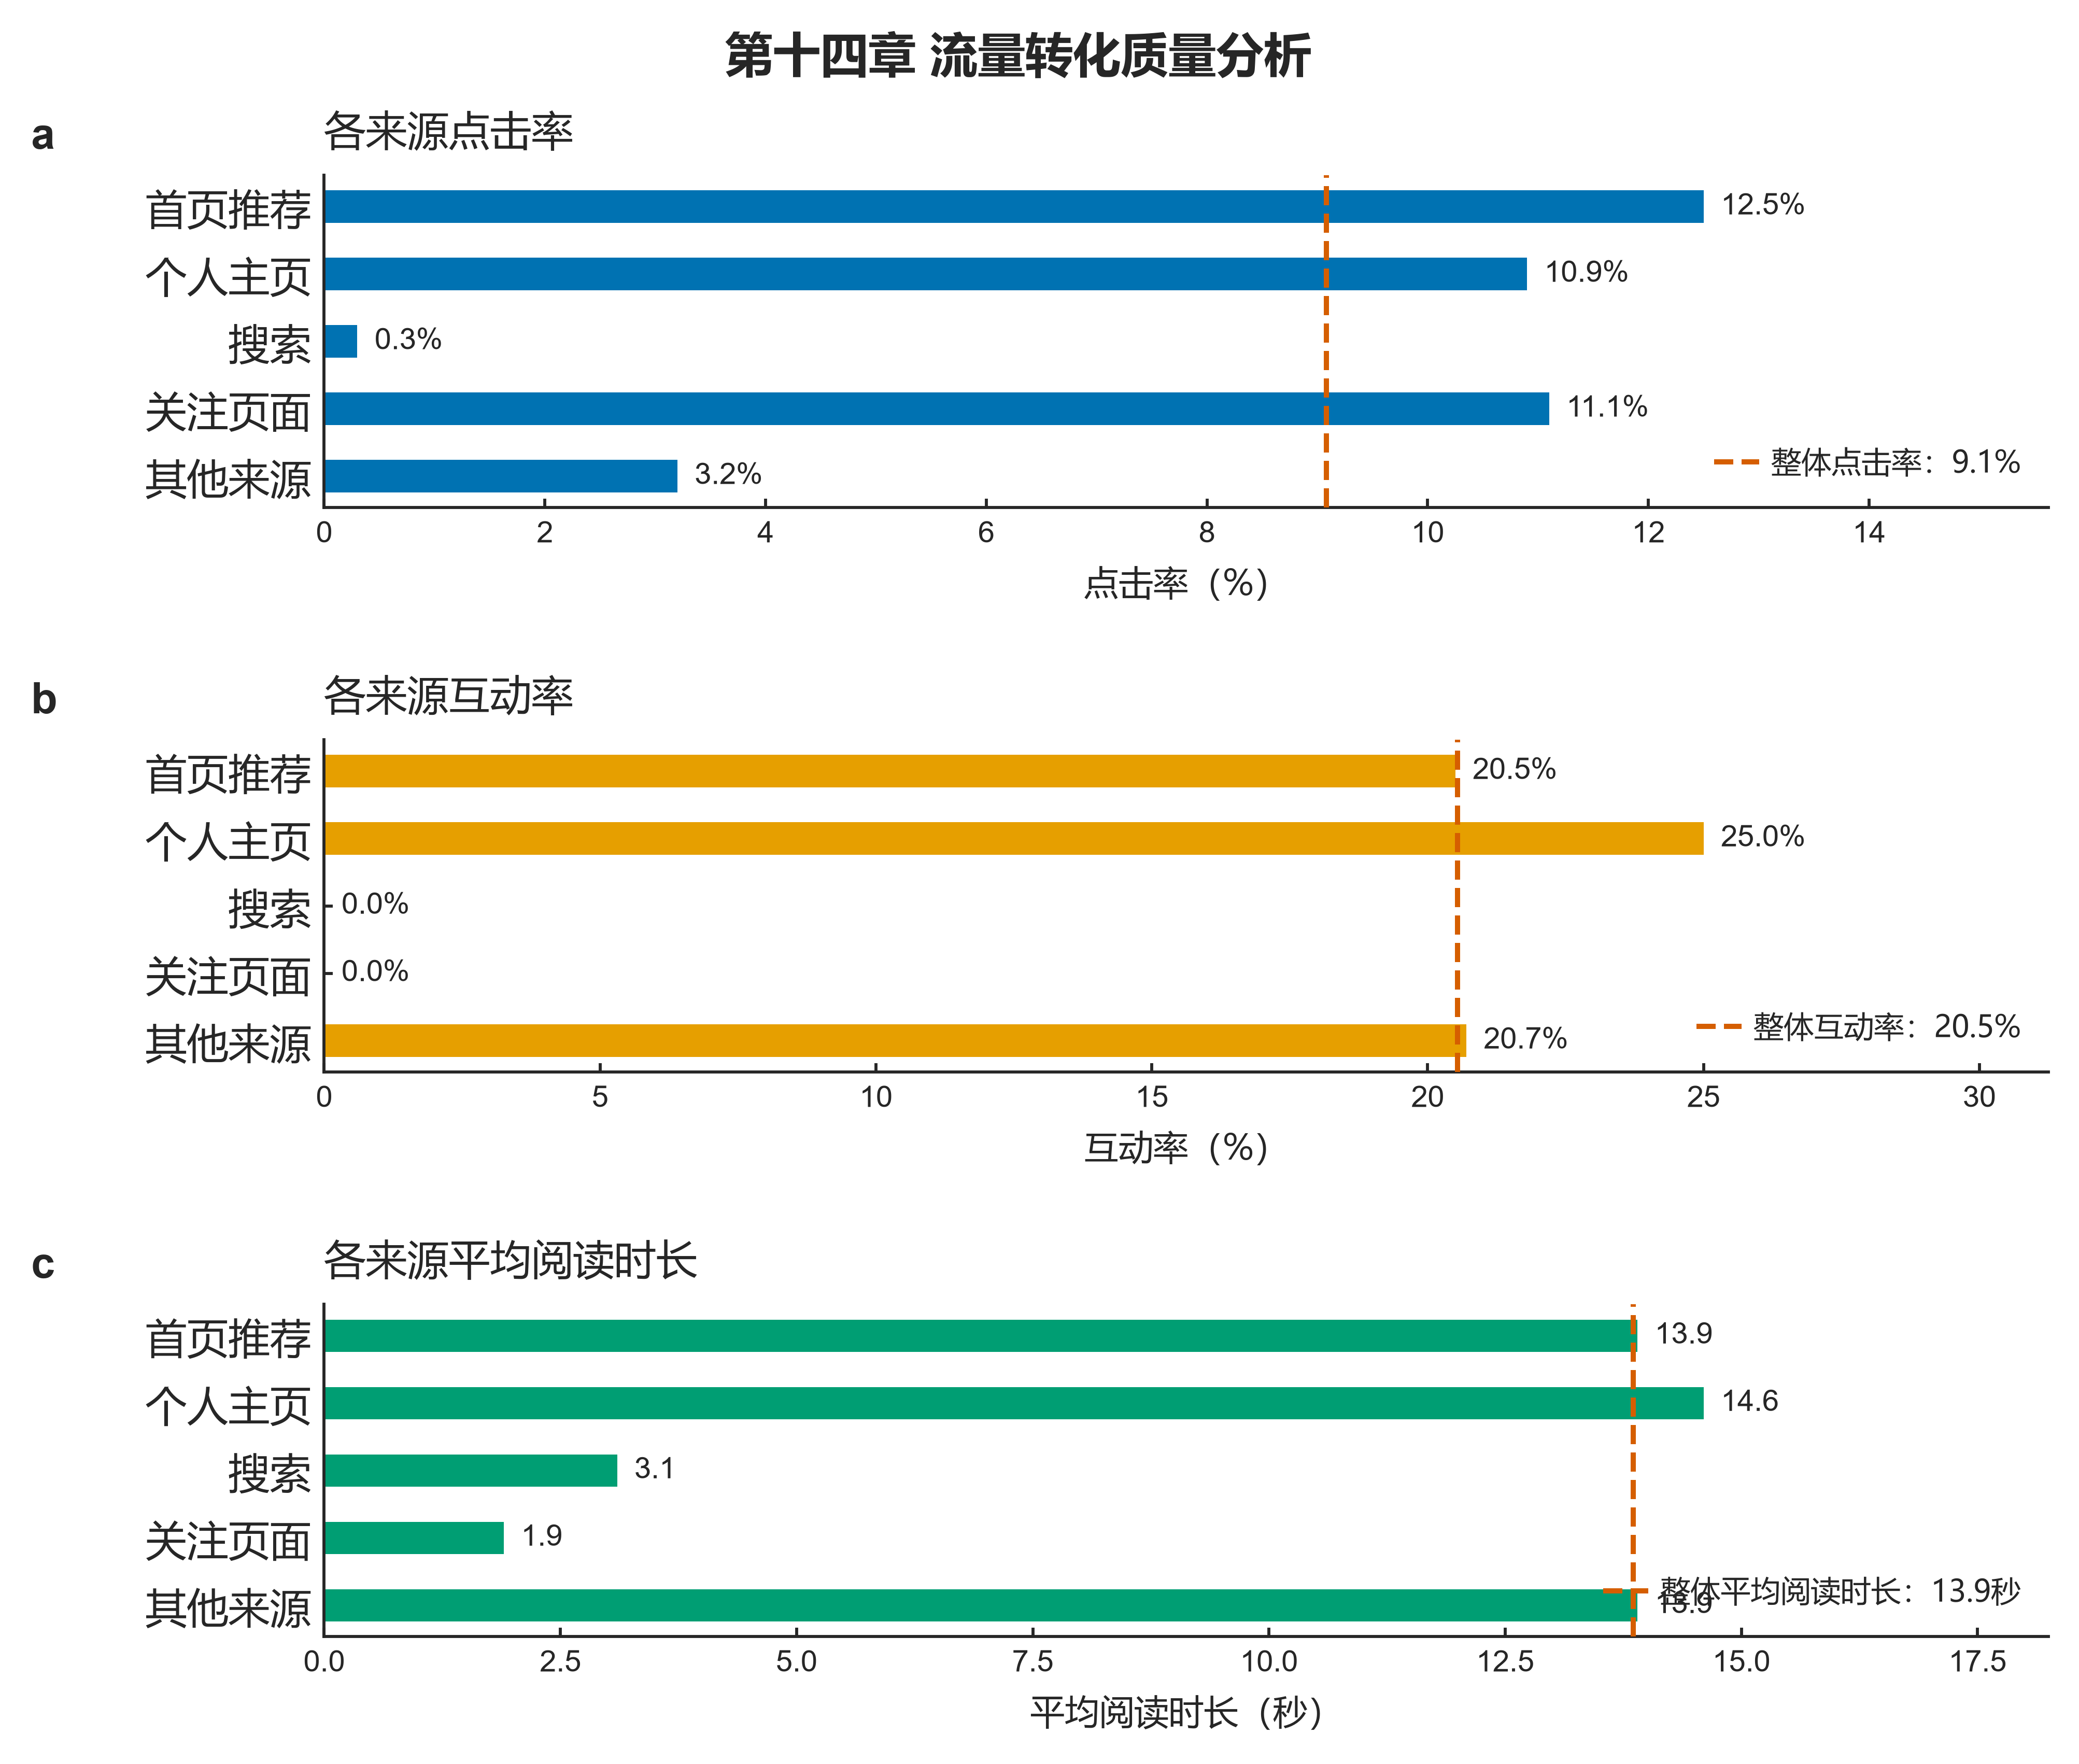 第十四章 流量转化质量分析
a
各来源点击率
首页推荐 12.5%
个人主页 10.9%
搜索 0.3%
关注页面 11.1%
整体点击率：9.1%
其他来源 3.2%
0 2 4 6 8 10 12 14
点击率（%）
b
各来源互动率
首页推荐 20.5%
个人主页 25.0%
搜索 0.0%
关注页面 0.0%
整体互动率：20.5%
其他来源 20.7%
0 5 10 15 20 25 30
互动率（%）
c
各来源平均阅读时长
首页推荐 13.9
个人主页 14.6
搜索 3.1
关注页面 1.9
整体平均阅读时长：13.9秒
其他来源 13.9
0.0 2.5 5.0 7.5 10.0 12.5 15.0 17.5
平均阅读时长（秒）